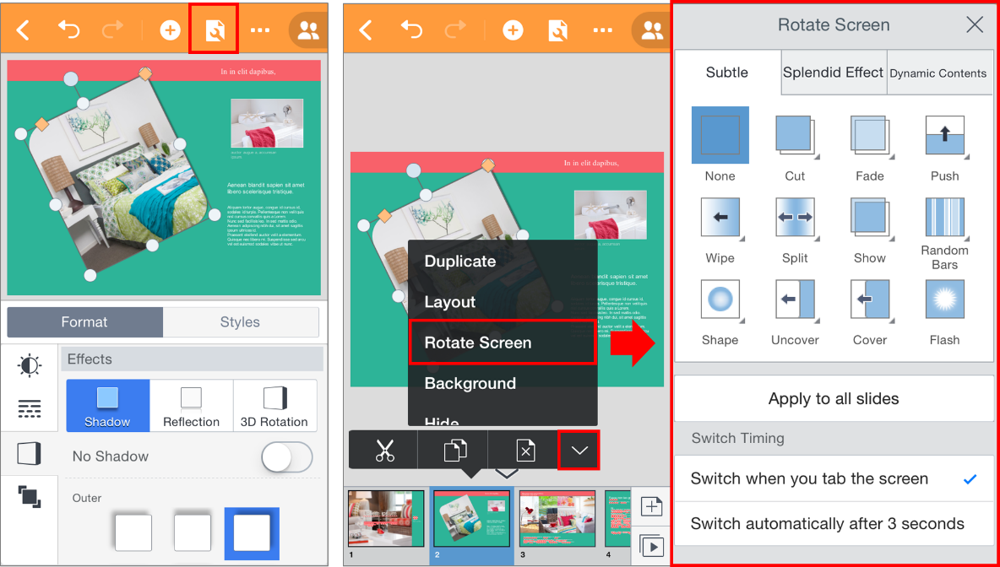 In in elit dapibus,
Aenean blandit sapien sit amet
libero scelerisque tristique.
Format
Styles
Effects
Shadow
Reflection
3D Rotation
No Shadow
Outer
In in elit dapibus,
Duplicate
Layout
Rotate Screen
Background
Hide
1
2
3
4
Rotate Screen
Subtle
Splendid Effect
Dynamic Contents
None
Cut
Fade
Push
Wipe
Split
Show
Random
Bars
Shape
Uncover
Cover
Flash
Apply to all slides
Switch Timing
Switch when you tab the screen
Switch automatically after 3 seconds